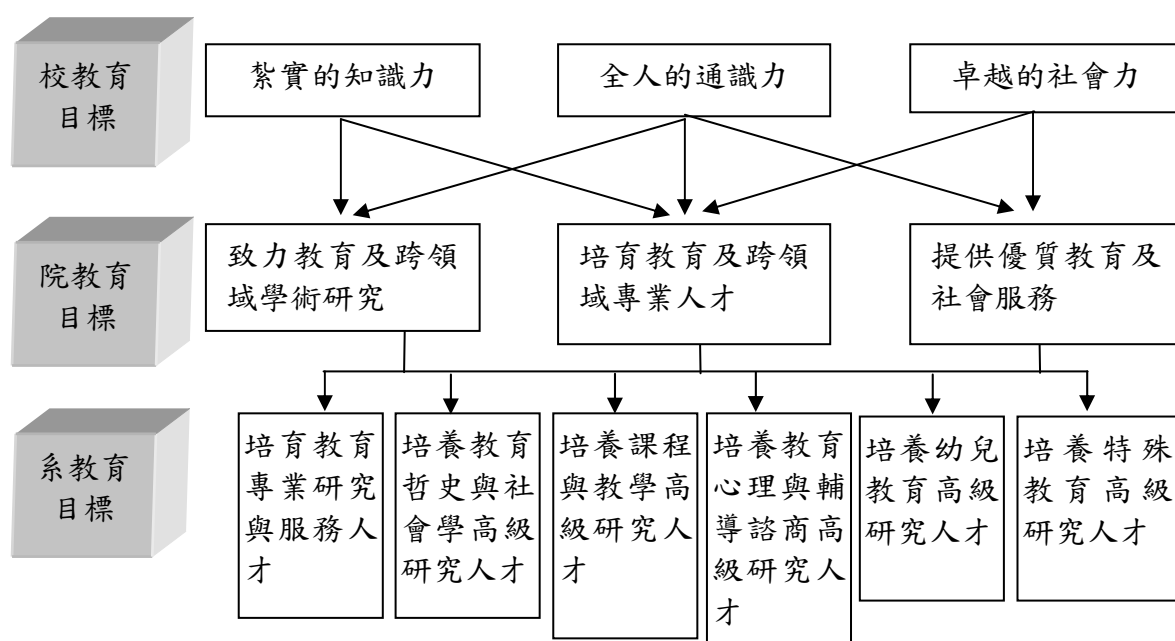 校教育
目標
紮實的知識力
全人的通識力
卓越的社會力
院教育
目標
致力教育及跨領
域學術研究
培育教育及跨領
域專業人才
提供優質教育及
社會服務
系教育
目標
培育教育
專業研究
與服務人
才
培養教育
哲史與社
會學高級
研究人才
培養課程
與教學高
級研究人
才
培養教育
心理與輔
導諮商高
級研究人
才
培養幼兒
教育高級
研究人才
培養特殊
教育高級
研究人才